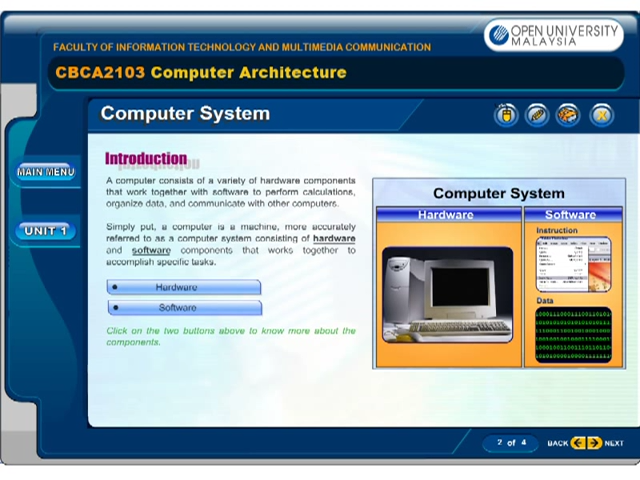 OPEN UNIVERSITY
MALAYSIA
FACULTY OF INFORMATION TECHNOLOGY AND MULTIMEDIA COMMUNICATION
CBCA2103 Computer Architecture
Computer System
MAIN MENU
UNIT 1
Introduction
A computer consists of a variety of hardware components
that work together with software to perform calculations,
organize data, and communicate with other computers.
Simply put, a computer is a machine, more accurately
referred to as a computer system consisting of hardware
and software components that works together to
accomplish specific tasks.
Hardware
Software
Click on the two buttons above to know more about the
components.
Computer System
Hardware
Software
Instruction
Data
2 of 4
BACK
NEXT